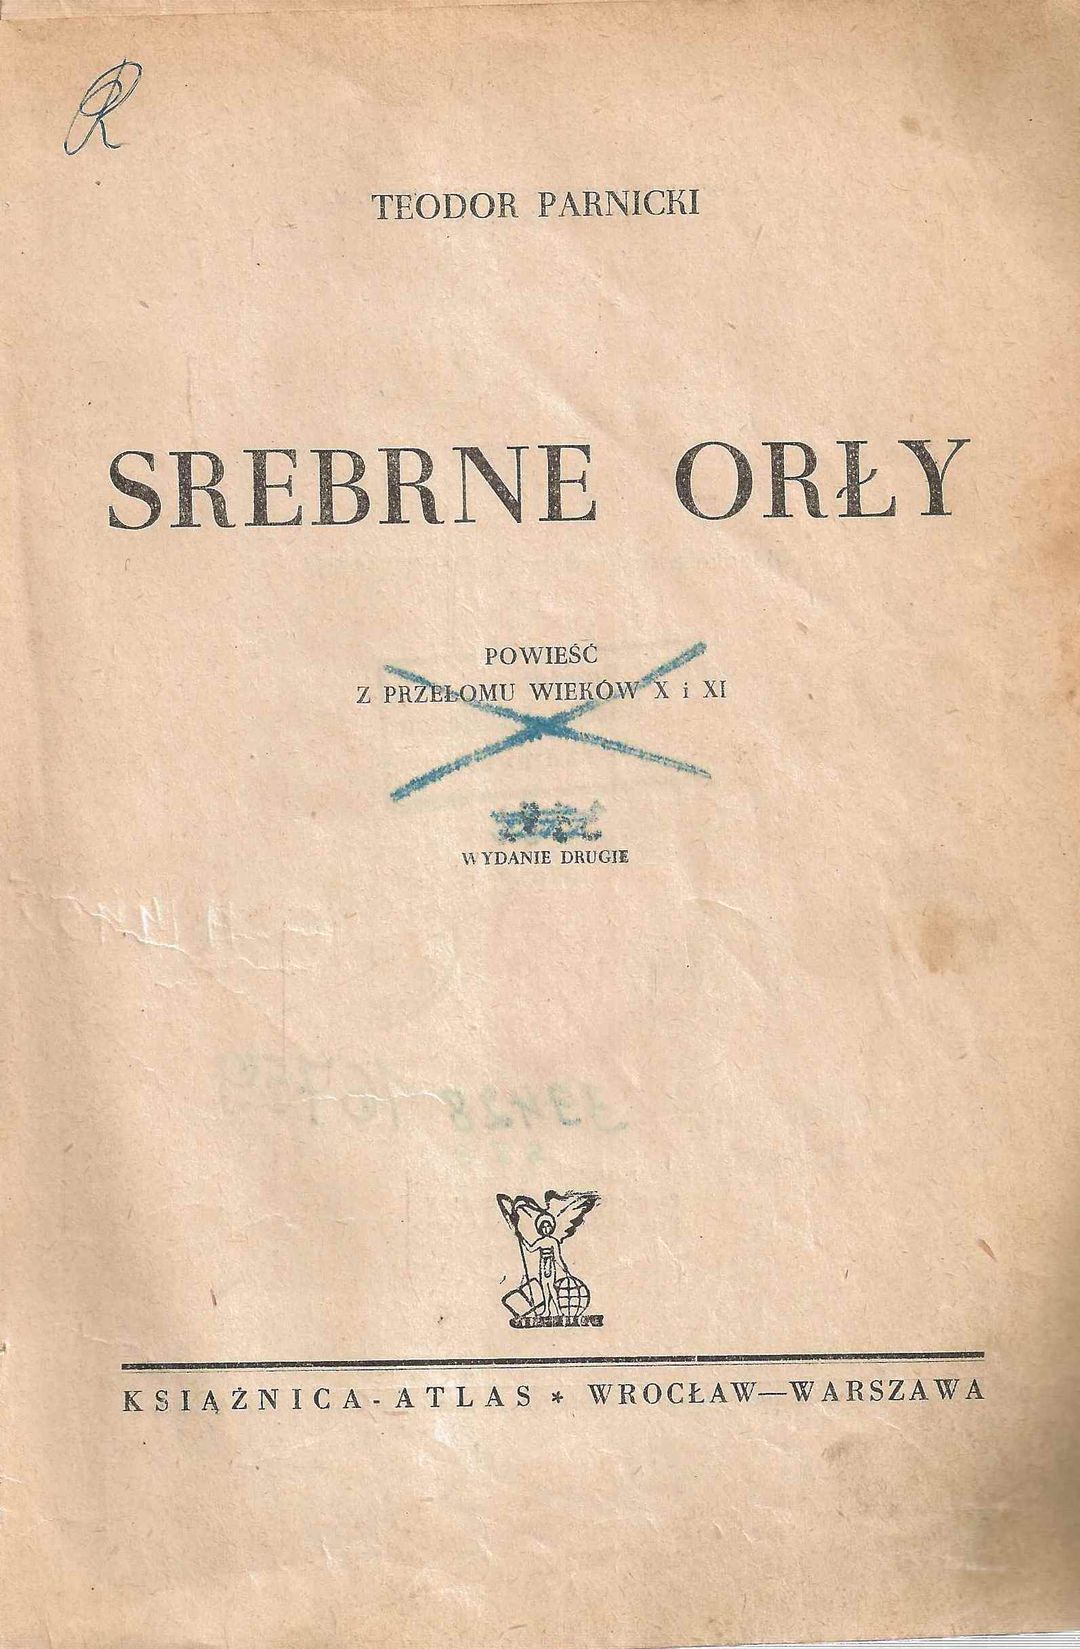 TEODOR PARNICKI
SREBRNE ORŁY
POWIEŚĆ
Z PRZEŁOMU WIEKÓW X i XI
WYDANIE DRUGIE
KSIĄŻNICA-ATLAS * WROCŁAW—WARSZAWA